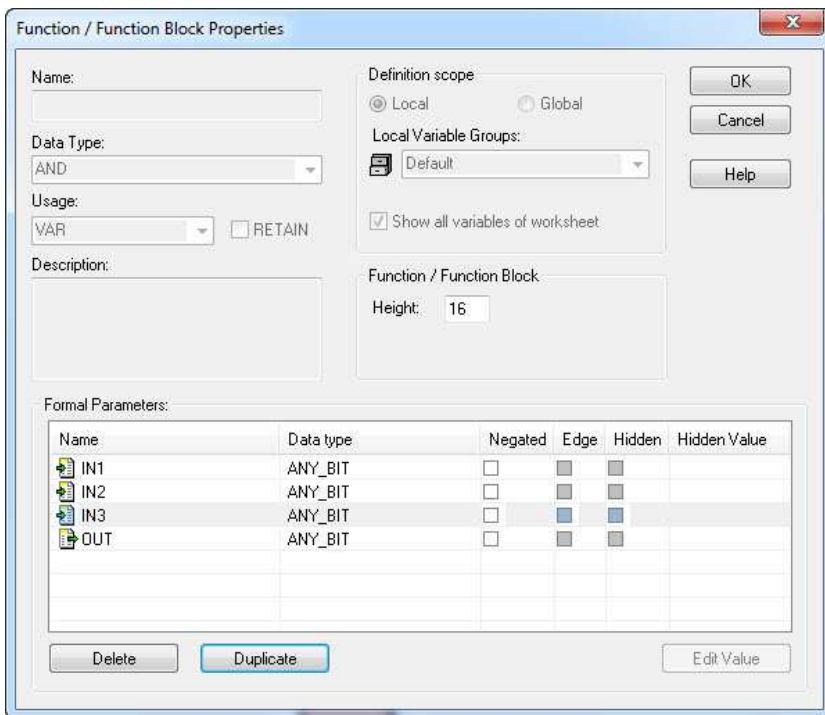 Function / Function Block Properties
Name:
Definition scope
OK
Local
Global
Cancel
Data Type:
Local Variable Groups:
AND
Default
Help
Usage:
VAR
RETAIN
Show all variables of worksheet
Description:
Function / Function Block
Height: 16
Formal Parameters:
Name Data type Negated Edge Hidden Hidden Value
IN1 ANY_BIT
IN2 ANY_BIT
IN3 ANY_BIT
OUT ANY_BIT
Delete Duplicate Edit Value